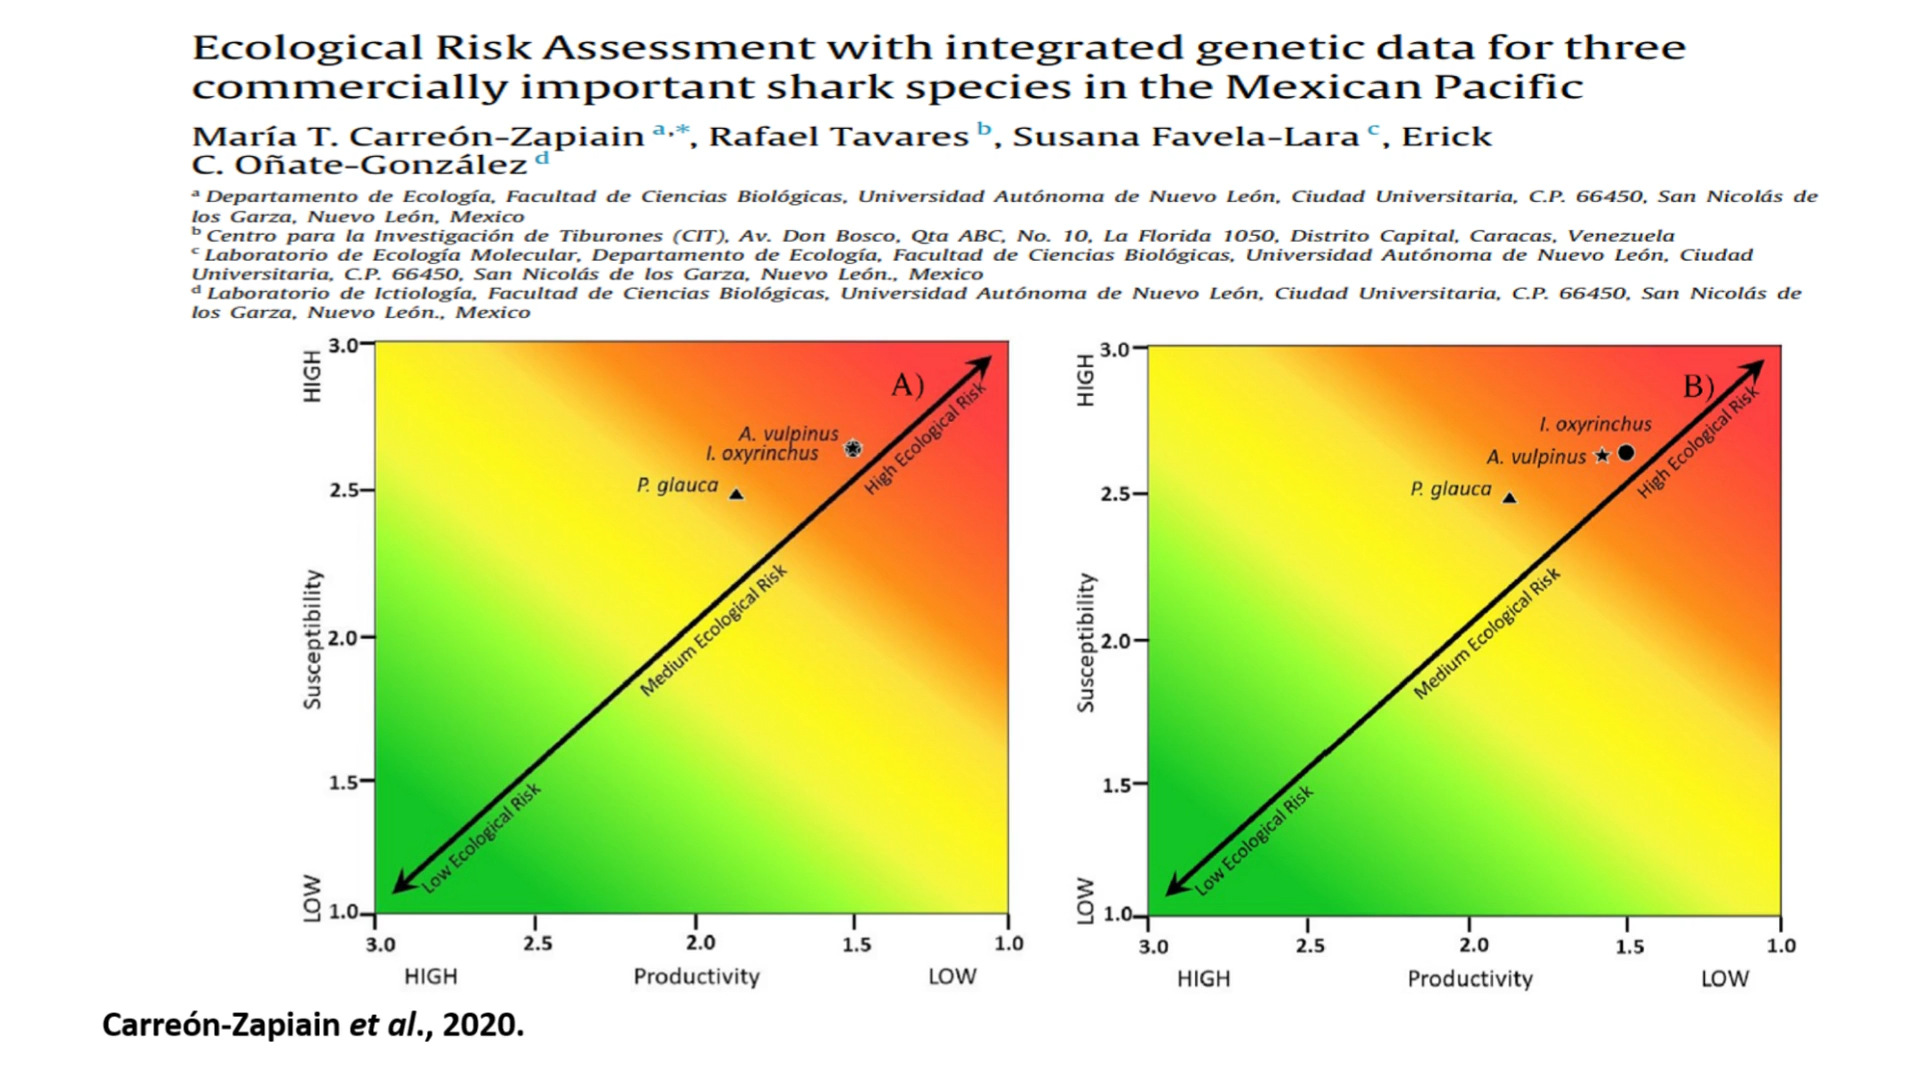 Ecological Risk Assessment with integrated genetic data for three
commercially important shark species in the Mexican Pacific
María T. Carreón-Zapiain a,*, Rafael Tavares b, Susana Favela-Lara c, Erick
C. Oñate-González d
a Departamento de Ecología, Facultad de Ciencias Biológicas, Universidad Autónoma de Nuevo León, Ciudad Universitaria, C.P. 66450, San Nicolás de
los Garza, Nuevo León, Mexico
b Centro para la Investigación de Tiburones (CIT), Av. Don Bosco, Qta ABC, No. 10, La Florida 1050, Distrito Capital, Caracas, Venezuela
c Laboratorio de Ecología Molecular, Departamento de Ecología, Facultad de Ciencias Biológicas, Universidad Autónoma de Nuevo León, Ciudad
Universitaria, C.P. 66450, San Nicolás de los Garza, Nuevo León., Mexico
d Laboratorio de Ictiología, Facultad de Ciencias Biológicas, Universidad Autónoma de Nuevo León, Ciudad Universitaria, C.P. 66450, San Nicolás de
los Garza, Nuevo León., Mexico
HIGH
Susceptibility
LOW
3.0
2.5
2.0
1.5
1.0
A)
A. vulpinus
I. oxyrinchus
P. glauca
High Ecological Risk
Medium Ecological Risk
Low Ecological Risk
3.0 2.5 2.0 1.5 1.0
HIGH Productivity LOW
HIGH
Susceptibility
LOW
3.0
2.5
2.0
1.5
1.0
B)
I. oxyrinchus
A. vulpinus
P. glauca
High Ecological Risk
Medium Ecological Risk
Low Ecological Risk
3.0 2.5 2.0 1.5 1.0
HIGH Productivity LOW
Carreón-Zapiain et al., 2020.